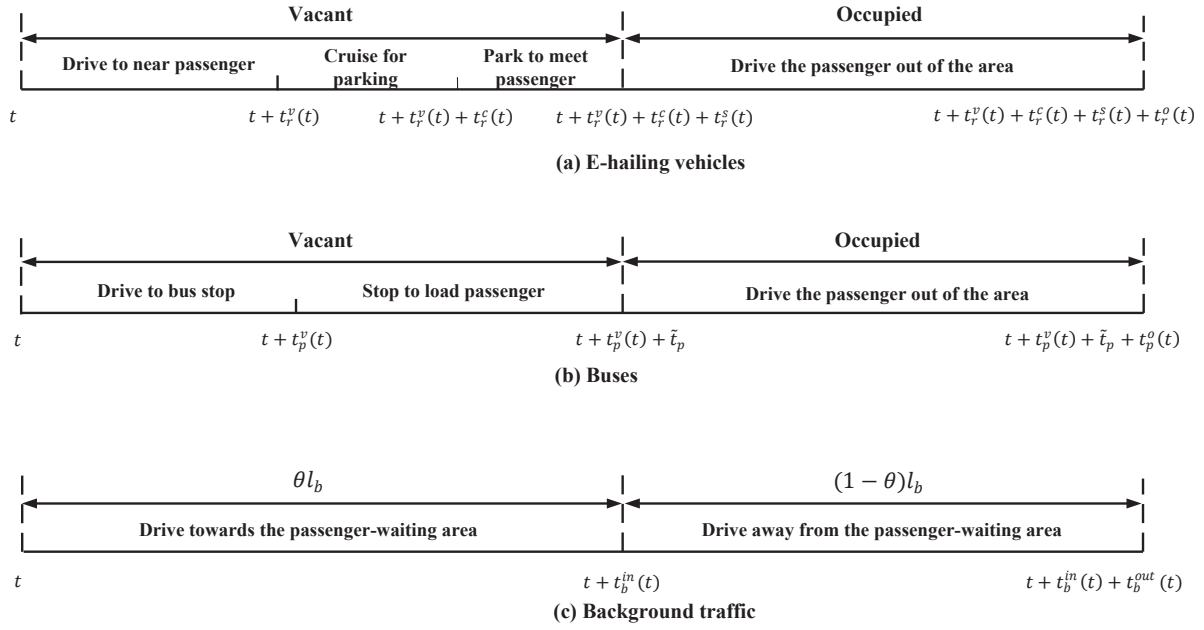 Vacant Occupied
Drive to near passenger Cruise for parking Park to meet passenger Drive the passenger out of the area
t t + t_r^v(t) t + t_r^v(t) + t_r^c(t) t + t_r^v(t) + t_r^c(t) + t_r^s(t) t + t_r^v(t) + t_r^c(t) + t_r^s(t) + t_r^o(t)
(a) E-hailing vehicles
Vacant Occupied
Drive to bus stop Stop to load passenger Drive the passenger out of the area
t t + t_p^v(t) t + t_p^v(t) + t̃_p t + t_p^v(t) + t̃_p + t_p^o(t)
(b) Buses
θl_b (1 − θ)l_b
Drive towards the passenger-waiting area Drive away from the passenger-waiting area
t t + t_b^{in}(t) t + t_b^{in}(t) + t_b^{out}(t)
(c) Background traffic